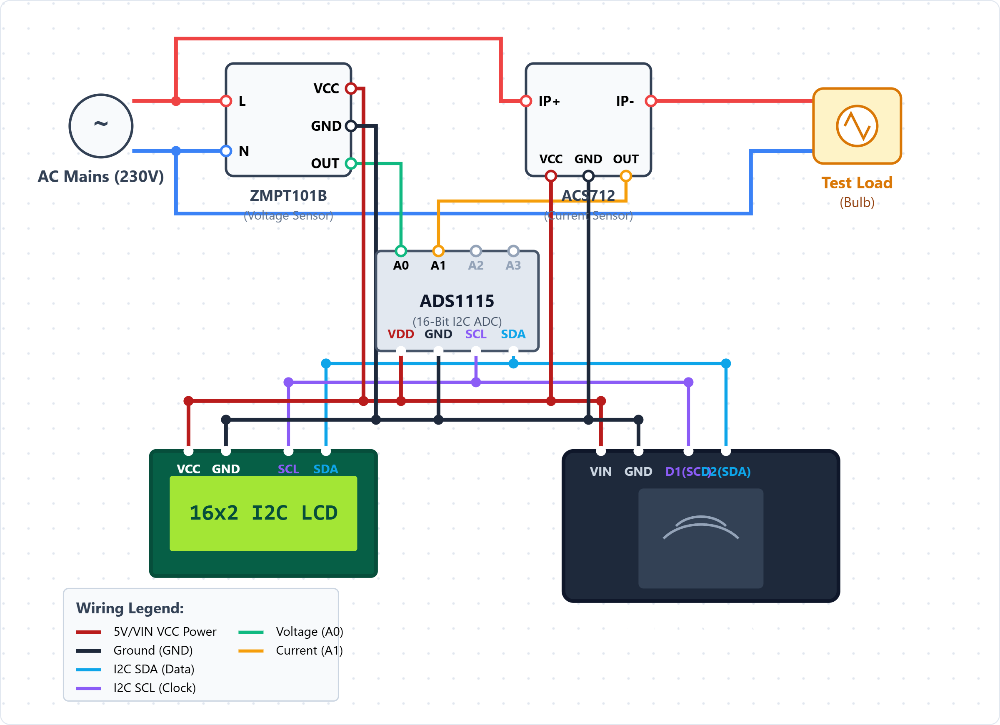 ~
AC Mains (230V)
L
N
VCC
GND
OUT
ZMPT101B
(Voltage Sensor)
IP+
IP-
VCC GND OUT
ACS712
(Current Sensor)
Test Load
(Bulb)
A0 A1 A2 A3
ADS1115
(16-Bit I2C ADC)
VDD GND SCL SDA
VCC GND SCL SDA
16x2 I2C LCD
VIN GND D1(SCL) D2(SDA)
Wiring Legend:
5V/VIN VCC Power
Ground (GND)
I2C SDA (Data)
I2C SCL (Clock)
Voltage (A0)
Current (A1)